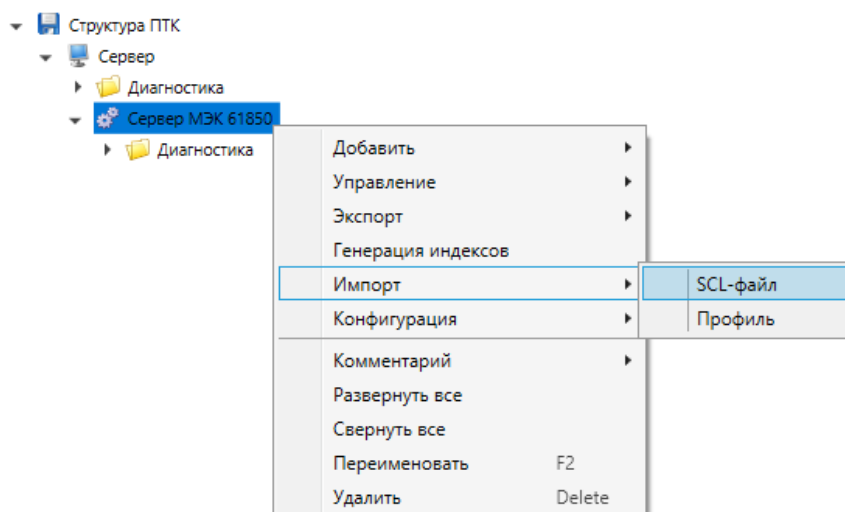 Структура ПТК
Сервер
Диагностика
Сервер МЭК 61850
Диагностика
Добавить
Управление
Экспорт
Генерация индексов
Импорт
SCL-файл
Конфигурация
Профиль
Комментарий
Развернуть все
Свернуть все
Переименовать F2
Удалить Delete